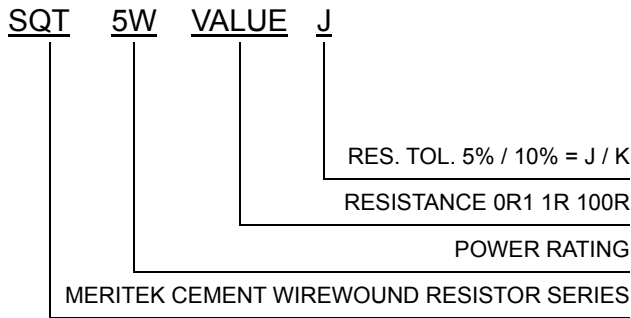 SQT 5W VALUE J
RES. TOL. 5% / 10% = J / K
RESISTANCE 0R1 1R 100R
POWER RATING
MERITEK CEMENT WIREWOUND RESISTOR SERIES